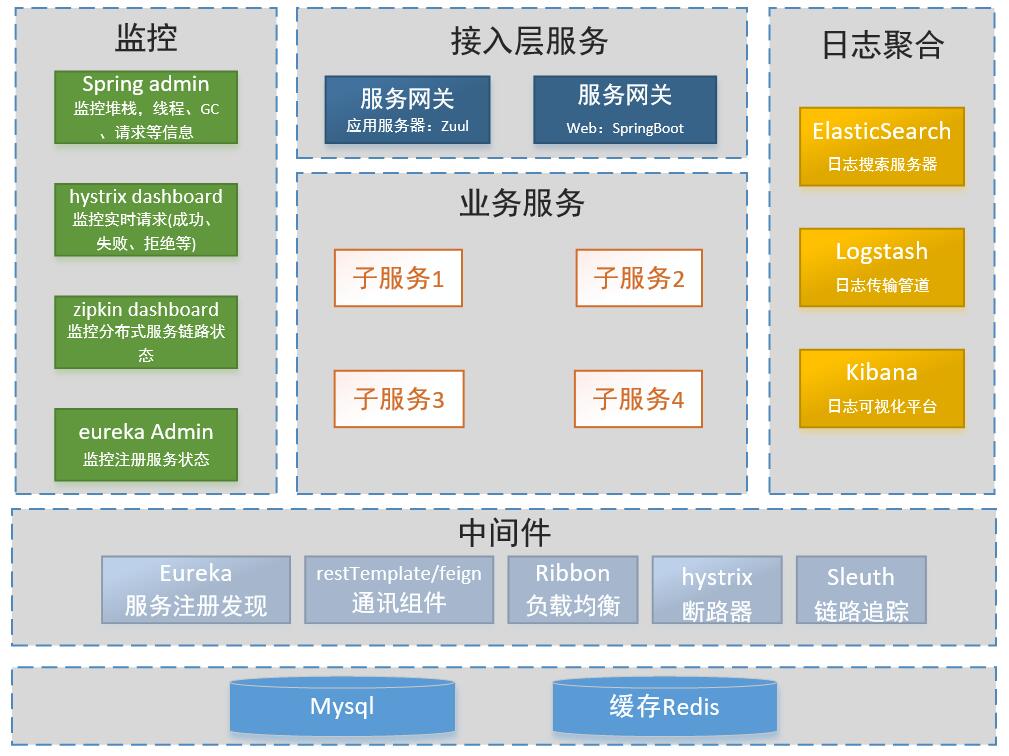 监控
Spring admin
监控堆栈，线程、GC
、请求等信息
hystrix dashboard
监控实时请求(成功、
失败、拒绝等)
zipkin dashboard
监控分布式服务链路状
态
eureka Admin
监控注册服务状态
接入层服务
服务网关
应用服务器：Zuul
服务网关
Web：SpringBoot
业务服务
子服务1
子服务2
子服务3
子服务4
日志聚合
ElasticSearch
日志搜索服务器
Logstash
日志传输管道
Kibana
日志可视化平台
中间件
Eureka
服务注册发现
restTemplate/feign
通讯组件
Ribbon
负载均衡
hystrix
断路器
Sleuth
链路追踪
Mysql
缓存Redis